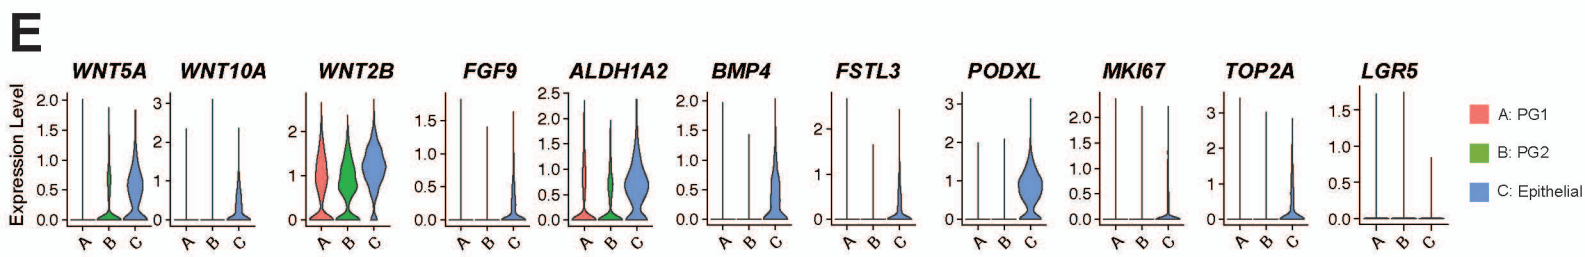 E
WNT5A WNT10A WNT2B FGF9 ALDH1A2 BMP4 FSTL3 PODXL MKI67 TOP2A LGR5
Expression Level
2.0 1.5 1.0 0.5 0.0
A B C
3 2 1 0
A B C
2 1 0
A B C
1.5 1.0 0.5 0.0
A B C
2.5 2.0 1.5 1.0 0.5 0.0
A B C
2.0 1.5 1.0 0.5 0.0
A B C
2 1 0
A B C
3 2 1 0
A B C
2.0 1.5 1.0 0.5 0.0
A B C
3 2 1 0
A B C
1.5 1.0 0.5 0.0
A B C
A: PG1
B: PG2
C: Epithelial